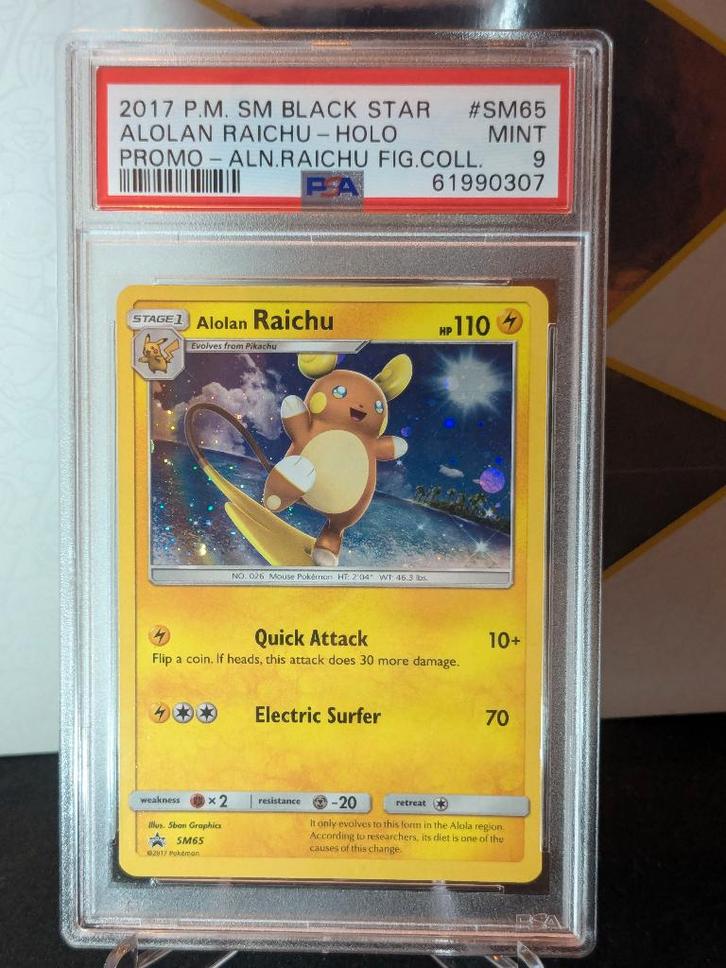 2017 P.M. SM BLACK STAR #SM65
ALOLAN RAICHU - HOLO MINT
PROMO - ALN.RAICHU FIG.COLL. 9
PSA 61990307
STAGE 1 Alolan Raichu HP 110
Evolves from Pikachu
NO. 026 Mouse Pokémon HT: 2'04" WT: 46.3 lbs.
Quick Attack 10+
Flip a coin. If heads, this attack does 30 more damage.
Electric Surfer 70
weakness ×2 resistance -20 retreat
Illus. 5ban Graphics
SM65
©2017 Pokémon
It only evolves to this form in the Alola region.
According to researchers, its diet is one of the
causes of this change.
PSA